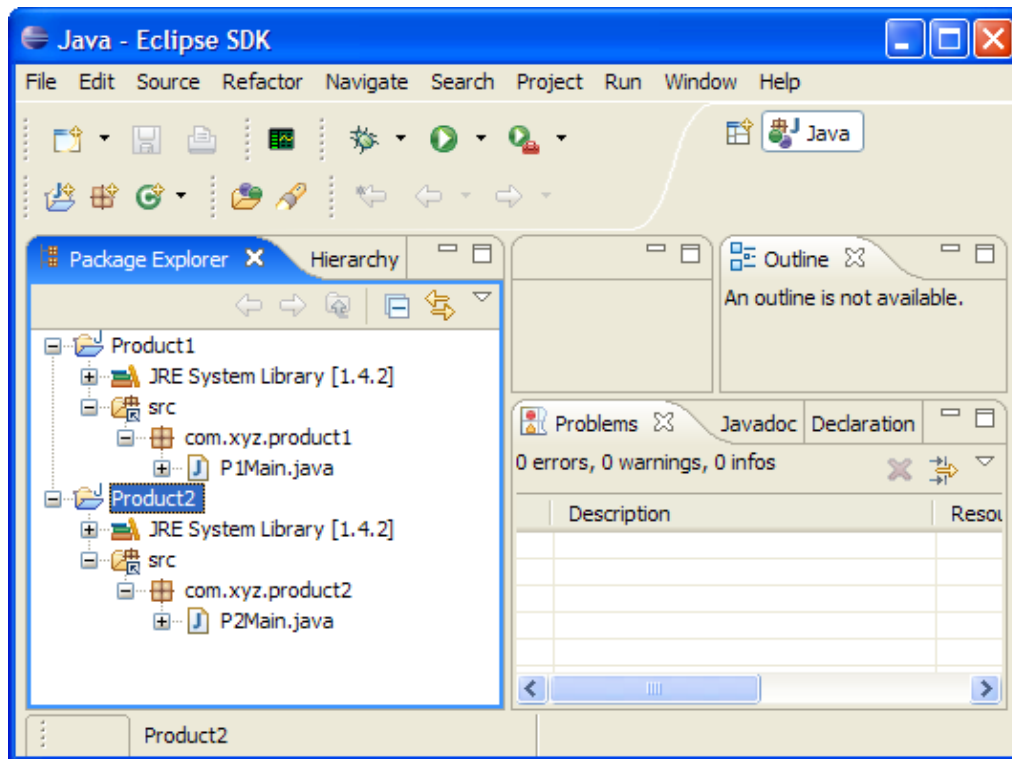 Java - Eclipse SDK
File Edit Source Refactor Navigate Search Project Run Window Help
Java
Package Explorer Hierarchy
Outline
An outline is not available.
Product1
JRE System Library [1.4.2]
src
com.xyz.product1
P1Main.java
Product2
JRE System Library [1.4.2]
src
com.xyz.product2
P2Main.java
Problems Javadoc Declaration
0 errors, 0 warnings, 0 infos
Description Resou
Product2